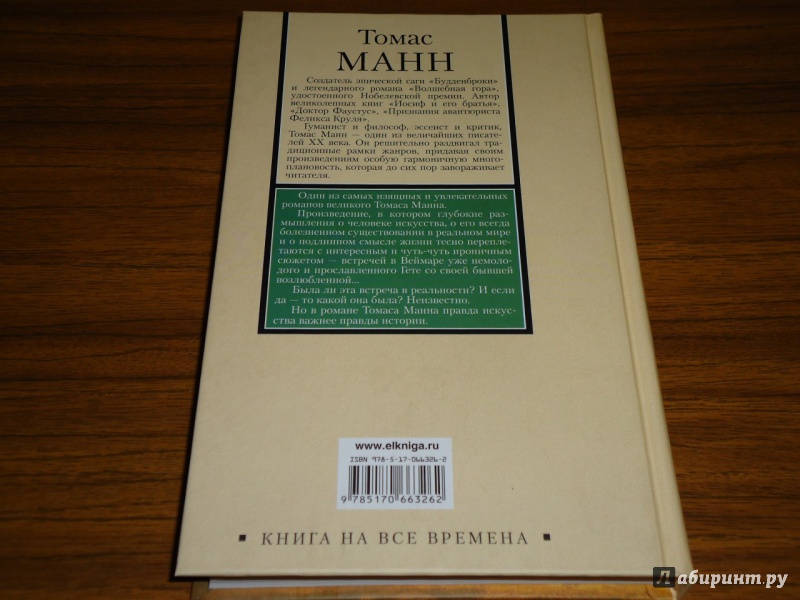 Томас
МАНН
Создатель эпической саги «Будденброки»
и легендарного романа «Волшебная гора»,
удостоенного Нобелевской премии. Автор
великолепных книг «Иосиф и его братья»,
«Доктор Фаустус», «Признания авантюриста
Феликса Круля».
Гуманист и философ, эссеист и критик,
Томас Манн — один из величайших писате-
лей XX века. Он решительно раздвигал тра-
диционные рамки жанров, придавая своим
произведениям особую гармоничную много-
плановость, которая до сих пор завораживает
читателя.
Один из самых изящных и увлекательных
романов великого Томаса Манна.
Произведение, в котором глубокие раз-
мышления о человеке искусства, о его всегда
болезненном существовании в реальном мире
и о подлинном смысле жизни тесно перепле-
таются с интересным и чуть-чуть ироничным
сюжетом — встречей в Веймаре уже немоло-
дого и прославленного Гете со своей бывшей
возлюбленной...
Была ли эта встреча в реальности? И если
да — то какой она была? Неизвестно.
Но в романе Томаса Манна правда искус-
ства важнее правды истории.
www.elkniga.ru
ISBN 978-5-17-066326-2
9 785170 663262
▪ КНИГА НА ВСЕ ВРЕМЕНА ▪
Лабиринт.ру